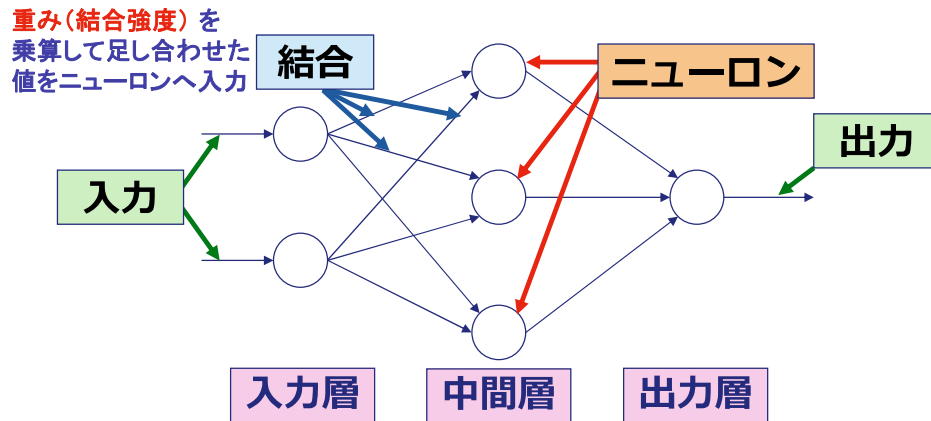 重み（結合強度）を
乗算して足し合わせた
値をニューロンへ入力
結合
ニューロン
出力
入力
入力層
中間層
出力層